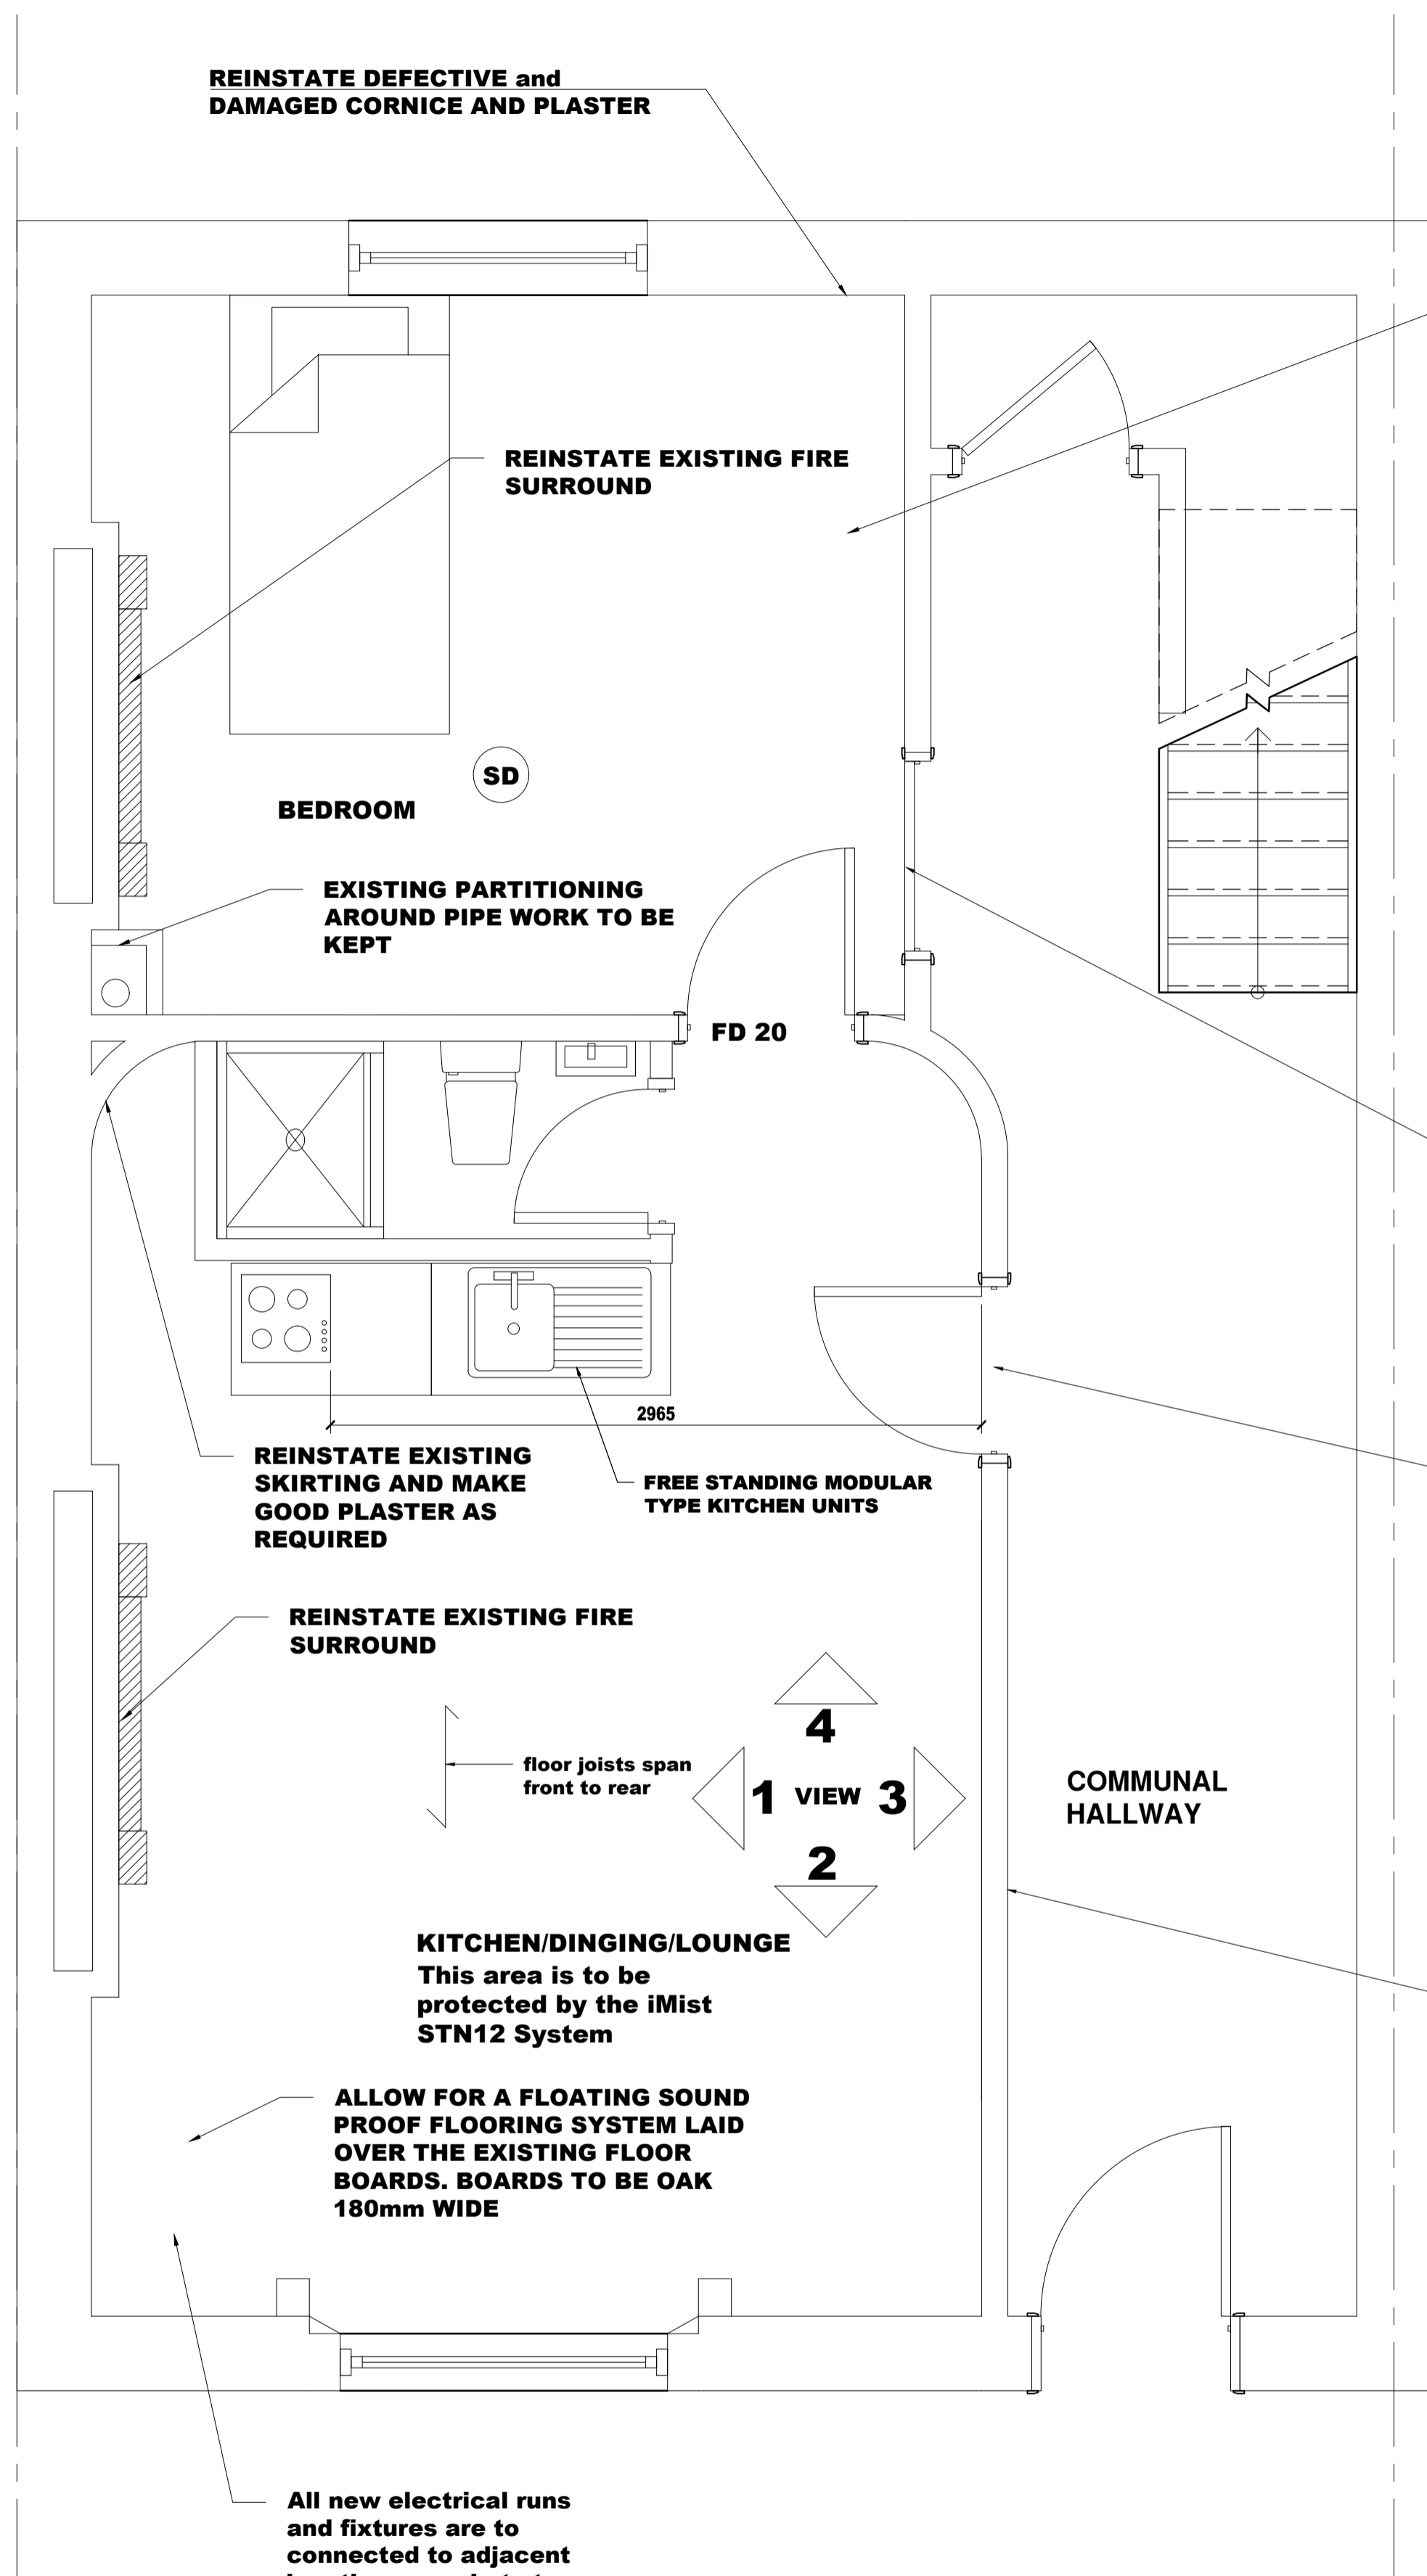 REINSTATE DEFECTIVE and
DAMAGED CORNICE AND PLASTER
REINSTATE EXISTING FIRE
SURROUND
SD
BEDROOM
EXISTING PARTITIONING
AROUND PIPE WORK TO BE
KEPT
FD 20
2965
REINSTATE EXISTING
SKIRTING AND MAKE
GOOD PLASTER AS
REQUIRED
FREE STANDING MODULAR
TYPE KITCHEN UNITS
REINSTATE EXISTING FIRE
SURROUND
4
floor joists span
front to rear
1 VIEW 3
2
COMMUNAL
HALLWAY
KITCHEN/DINGING/LOUNGE
This area is to be
protected by the iMist
STN12 System
ALLOW FOR A FLOATING SOUND
PROOF FLOORING SYSTEM LAID
OVER THE EXISTING FLOOR
BOARDS. BOARDS TO BE OAK
180mm WIDE
All new electrical runs
and fixtures are to
connected to adjacent